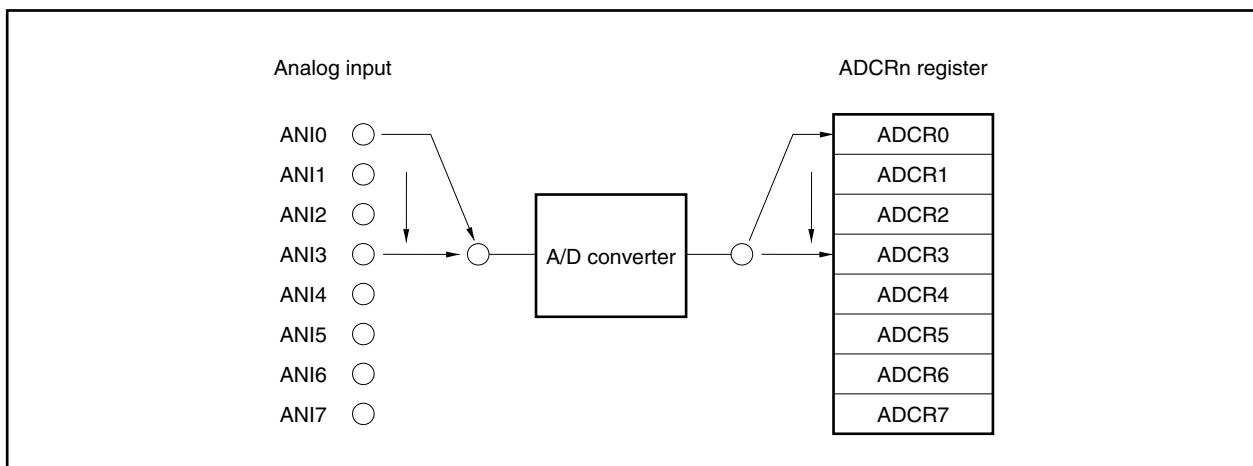 Analog input
ADCRn register
ANI0
ADCR0
ANI1
ADCR1
ANI2
ADCR2
ANI3
A/D converter
ADCR3
ANI4
ADCR4
ANI5
ADCR5
ANI6
ADCR6
ANI7
ADCR7